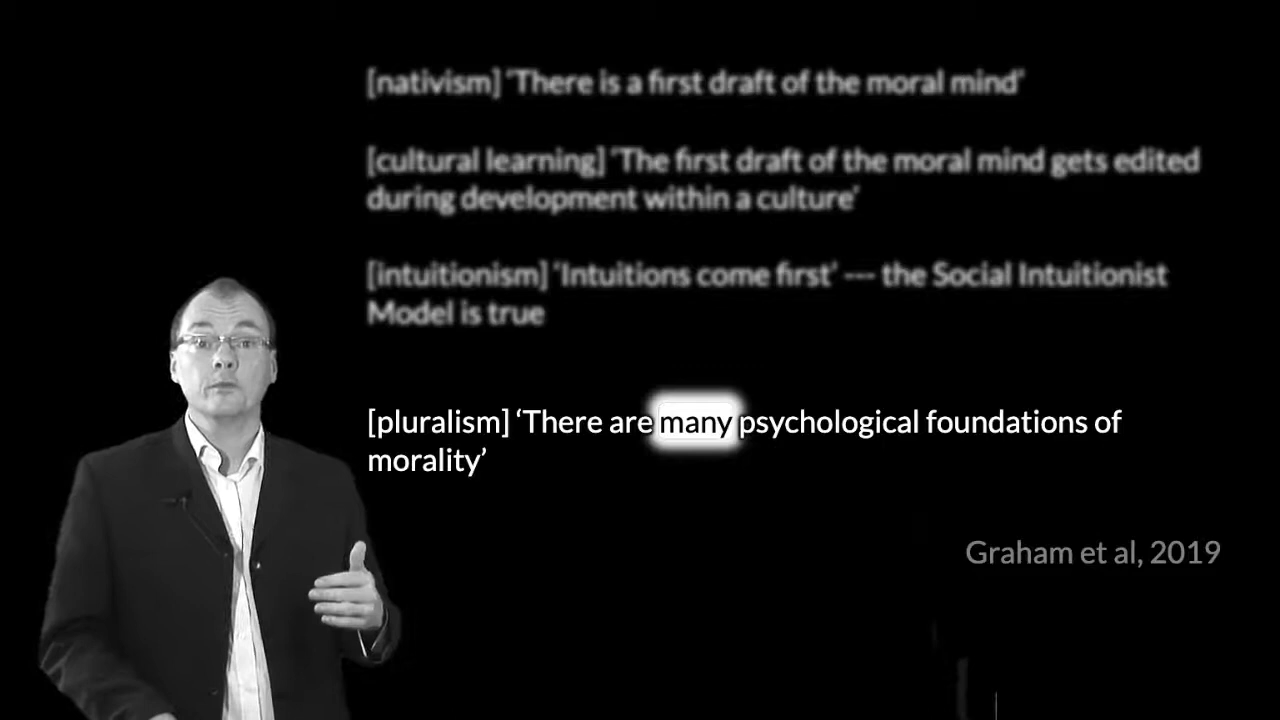 [nativism] ‘There is a first draft of the moral mind’
[cultural learning] ‘The first draft of the moral mind gets edited
during development within a culture’
[intuitionism] ‘Intuitions come first’ --- the Social Intuitionist
Model is true
[pluralism] ‘There are many psychological foundations of
morality’
Graham et al, 2019